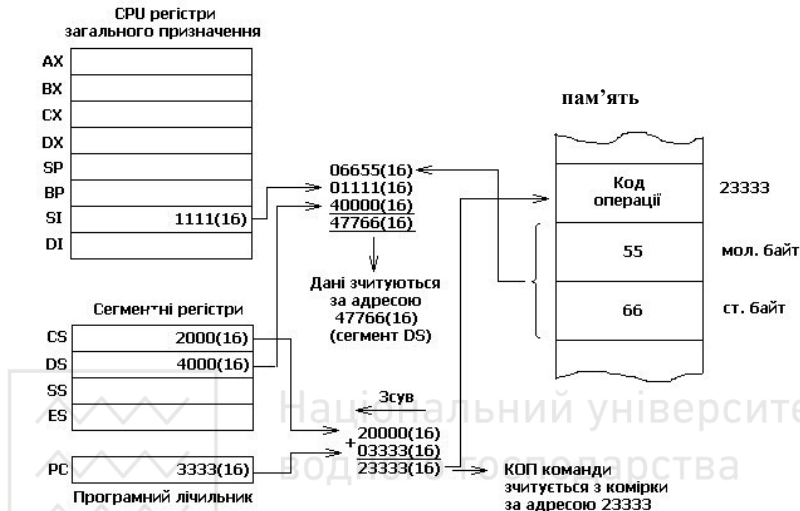 CPU регістри
загального призначення
AX
BX
CX
DX
SP
BP
SI 1111(16)
DI
06655(16)
01111(16)
40000(16)
47766(16)
Дані зчитуються
за адресою
47766(16)
(сегмент DS)
пам’ять
Код
операції
23333
55
мол. байт
66
ст. байт
Сегментні регістри
CS 2000(16)
DS 4000(16)
SS
ES
PC 3333(16)
Програмний лічильник
Зсув
20000(16)
+
03333(16)
23333(16)
КОП команди
зчитується з комірки
за адресою 23333
Національний університе
водного господарства